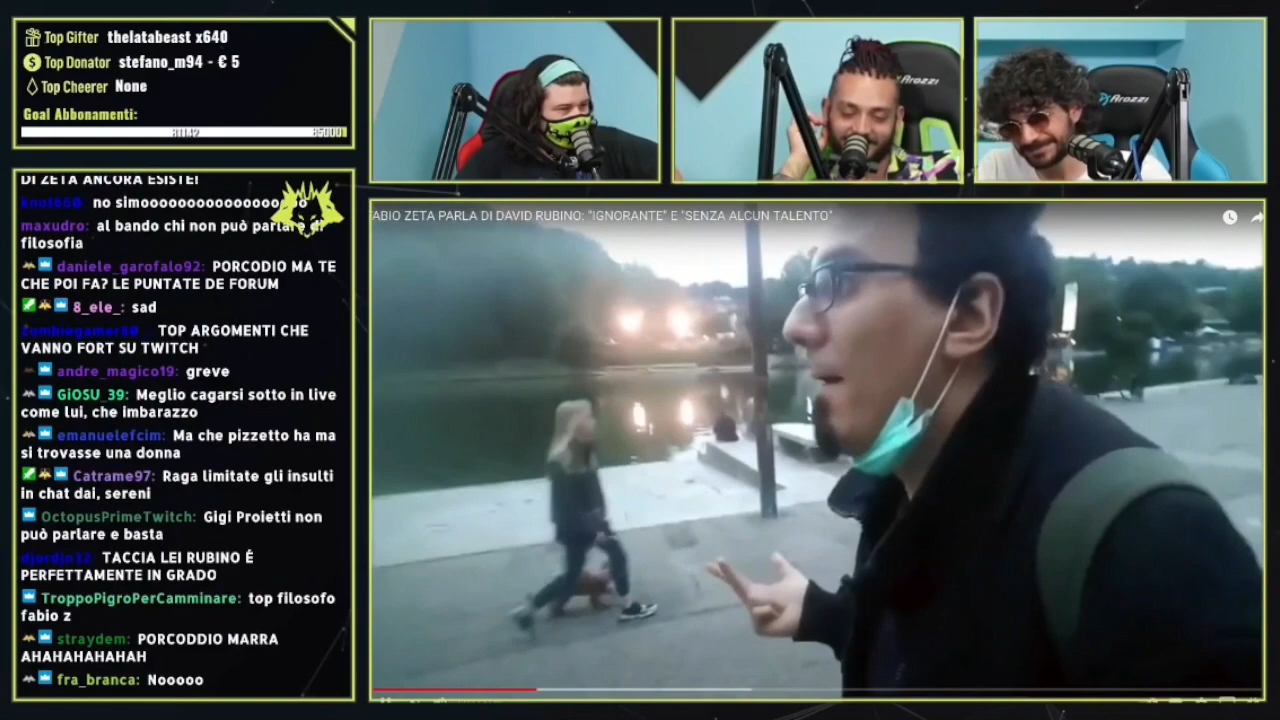 Top Gifter thelatabeast x640
Top Donator stefano_m94 - € 5
Top Cheerer None
Goal Abbonamenti:
81142 85000
DI ZETA ANCORA ESISTE!
no simooooooooooooooooo
maxudro: al bando chi non può parlare di
filosofia
daniele_garofalo92: PORCODIO MA TE
CHE POI FA? LE PUNTATE DE FORUM
8_ele_: sad
Zumbiegamer80 TOP ARGOMENTI CHE
VANNO FORT SU TWITCH
andre_magico19: greve
GiOSU_39: Meglio cagarsi sotto in live
come lui, che imbarazzo
emanuelefcim: Ma che pizzetto ha ma
si trovasse una donna
Catrame97: Raga limitate gli insulti
in chat dai, sereni
OctopusPrimeTwitch: Gigi Proietti non
può parlare e basta
TACCIA LEI RUBINO É
PERFETTAMENTE IN GRADO
TroppoPigroPerCamminare: top filosofo
fabio z
straydem: PORCODDIO MARRA
AHAHAHAHAHAH
fra_branca: Nooooo
Arozzi
Arozzi
ABIO ZETA PARLA DI DAVID RUBINO: "IGNORANTE" E "SENZA ALCUN TALENTO"